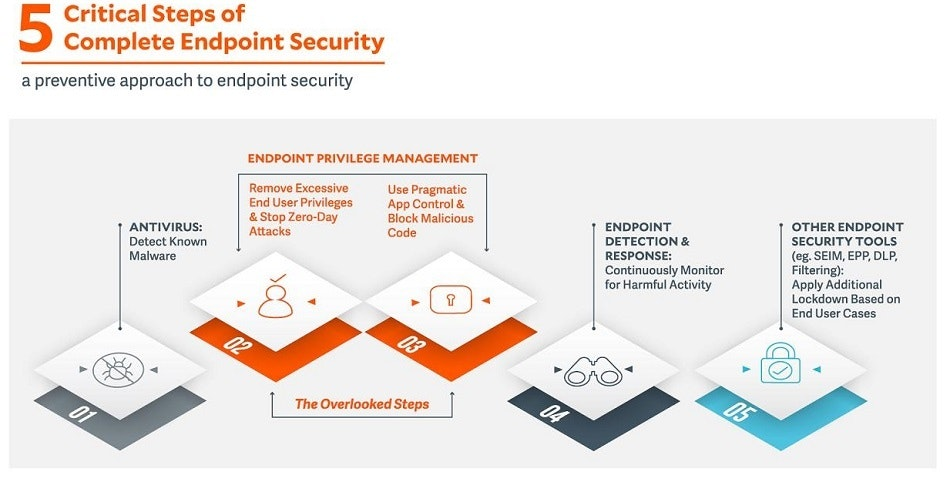 5 Critical Steps of
Complete Endpoint Security
a preventive approach to endpoint security
ENDPOINT PRIVILEGE MANAGEMENT
Remove Excessive
End User Privileges
& Stop Zero-Day
Attacks
Use Pragmatic
App Control &
Block Malicious
Code
ANTIVIRUS:
Detect Known
Malware
ENDPOINT
DETECTION &
RESPONSE:
Continuously Monitor
for Harmful Activity
OTHER ENDPOINT
SECURITY TOOLS
(eg. SEIM, EPP, DLP,
Filtering):
Apply Additional
Lockdown Based on
End User Cases
01
02
03
04
05
The Overlooked Steps